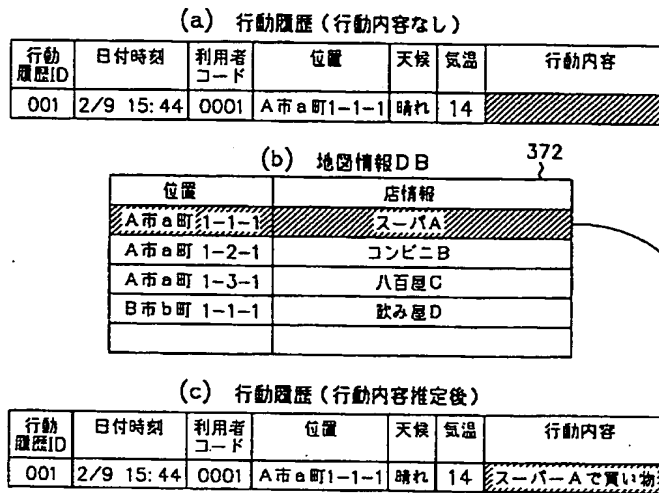 (a) 行動履歴(行動内容なし)
行動履歴ID 日付時刻 利用者コード 位置 天候 気温 行動内容
001 2/9 15:44 0001 A市a町1-1-1 晴れ 14
(b) 地図情報DB 372
位置 店情報
A市a町 1-1-1 スーパA
A市a町 1-2-1 コンビニB
A市a町 1-3-1 八百屋C
B市b町 1-1-1 飲み屋D
(c) 行動履歴(行動内容推定後)
行動履歴ID 日付時刻 利用者コード 位置 天候 気温 行動内容
001 2/9 15:44 0001 A市a町1-1-1 晴れ 14 スーパーAで買い物